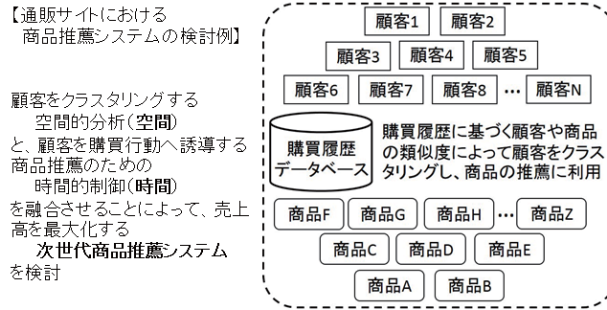 【通販サイトにおける
商品推薦システムの検討例】
顧客をクラスタリングする
空間的分析(空間)
と、顧客を購買行動へ誘導する
商品推薦のための
時間的制御(時間)
を融合させることによって、売上
高を最大化する
次世代商品推薦システム
を検討
顧客1 顧客2
顧客3 顧客4 顧客5
顧客6 顧客7 顧客8 … 顧客N
購買履歴
データベース
購買履歴に基づく顧客や商品
の類似度によって顧客をクラス
タリングし、商品の推薦に利用
商品F 商品G 商品H … 商品Z
商品C 商品D 商品E
商品A 商品B